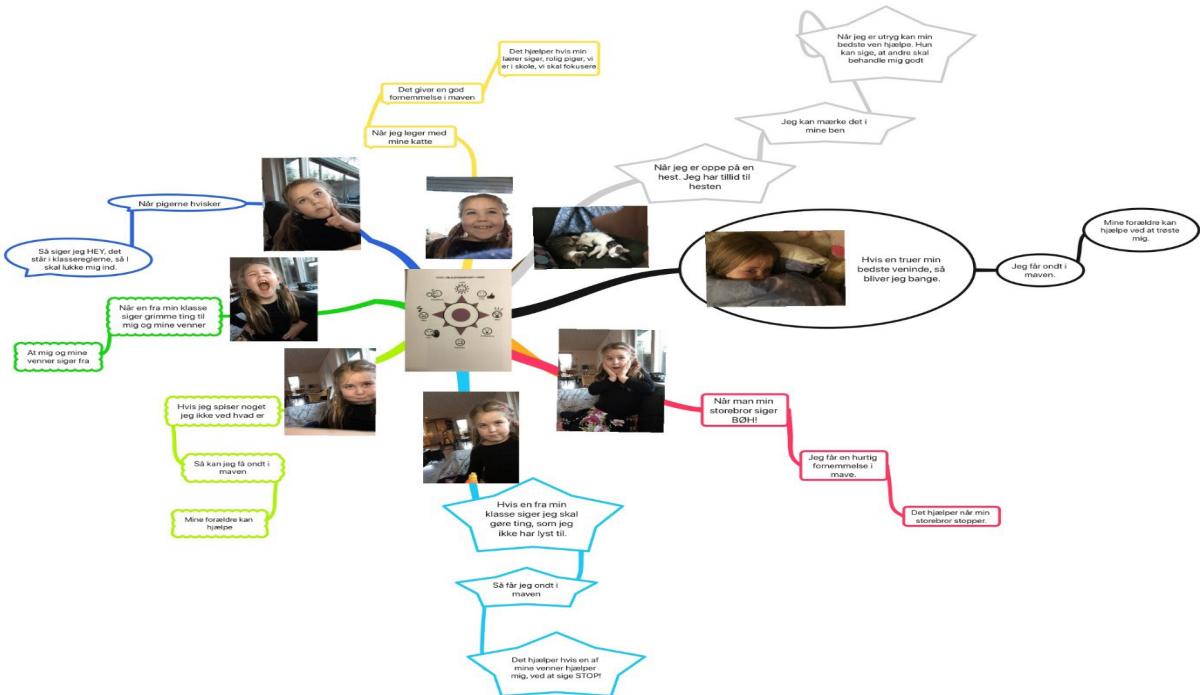 Det hjælper hvis min
lærer siger, rolig piger, vi
er i skole, vi skal fokusere
Det giver en god
fornemmelse i maven
Når jeg leger med
mine katte
Når jeg er utryg kan min
bedste ven hjælpe. Hun
kan sige, at andre skal
behandle mig godt
Jeg kan mærke det i
mine ben
Når jeg er oppe på en
hest. Jeg har tillid til
hesten
Når pigerne hvisker
Så siger jeg HEY, det
står i klassereglerne, så I
skal lukke mig ind.
Hvis en truer min
bedste veninde, så
bliver jeg bange.
Jeg får ondt i
maven.
Mine forældre kan
hjælpe ved at trøste
mig.
Når en fra min klasse
siger grimme ting til
mig og mine venner
At mig og mine
venner siger fra
Hvis jeg spiser noget
jeg ikke ved hvad er
Så kan jeg få ondt i
maven
Mine forældre kan
hjælpe
Når man min
storebror siger
BØH!
Jeg får en hurtig
fornemmelse i
mave.
Det hjælper når min
storebror stopper.
Hvis en fra min
klasse siger jeg skal
gøre ting, som jeg
ikke har lyst til.
Så får jeg ondt i
maven
Det hjælper hvis en af
mine venner hjælper
mig, ved at sige STOP!